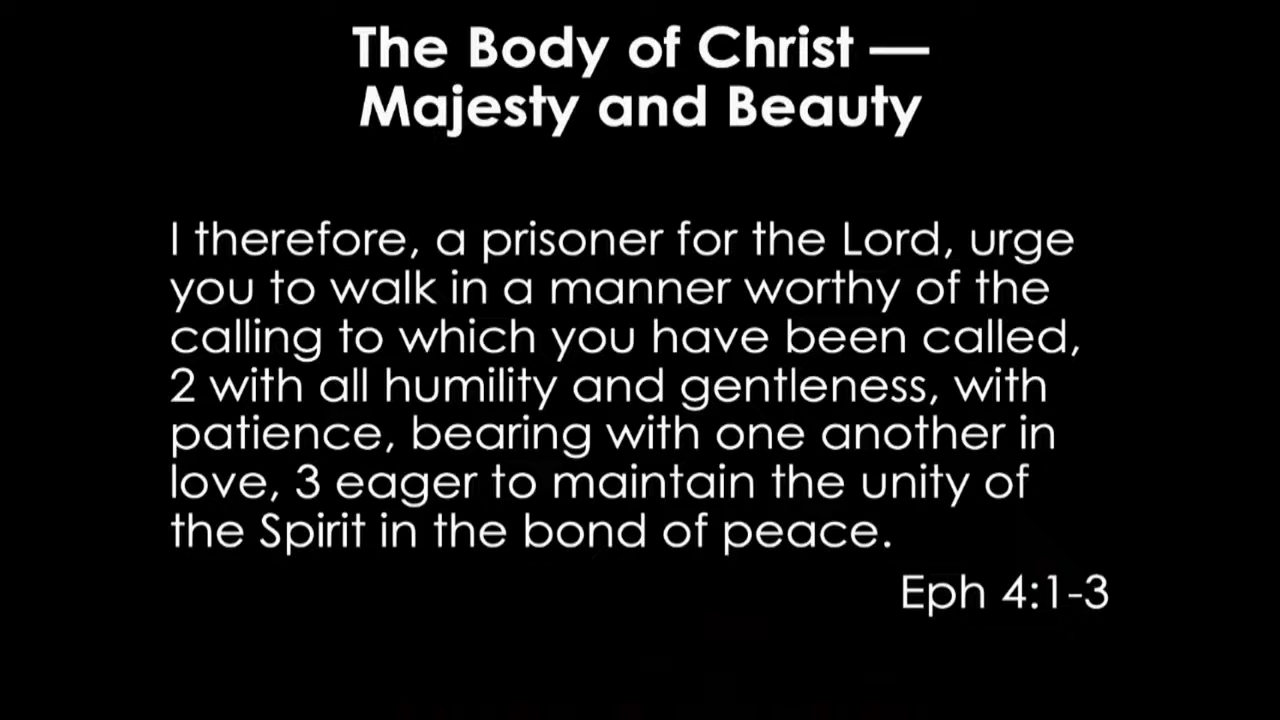 The Body of Christ —
Majesty and Beauty
I therefore, a prisoner for the Lord, urge
you to walk in a manner worthy of the
calling to which you have been called,
2 with all humility and gentleness, with
patience, bearing with one another in
love, 3 eager to maintain the unity of
the Spirit in the bond of peace.
Eph 4:1-3